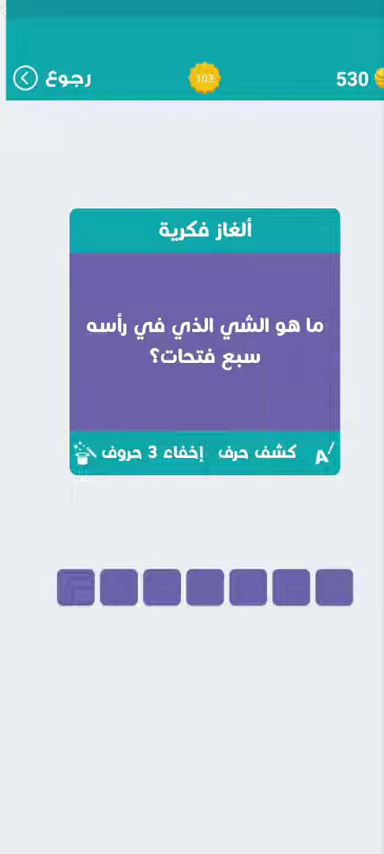 رجوع
103
530
ألغاز فكرية
ما هو الشي الذي في رأسه
سبع فتحات؟
كشف حرف
إخفاء 3 حروف